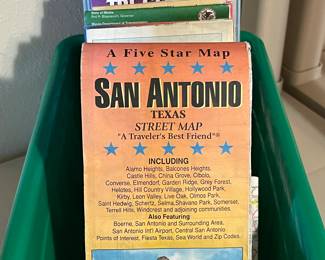 State of Illinois
A Five Star Map
SAN ANTONIO
TEXAS
STREET MAP
"A Traveler's Best Friend"®
INCLUDING
Alamo Heights, Balcones Heights,
Castle Hills, China Grove, Cibolo,
Converse, Elmendorf, Garden Ridge, Grey Forest,
Helotes, Hill Country Village, Hollywood Park,
Kirby, Leon Valley, Live Oak, Olmos Park,
Saint Hedwig, Schertz, Selma, Shavano Park, Somerset,
Terrell Hills, Windcrest and adjoining communities.
Also Featuring
Boerne, San Antonio and Surrounding Area,
San Antonio Int'l Airport, Central San Antonio
Points of Interest, Fiesta Texas, Sea World and Zip Codes.